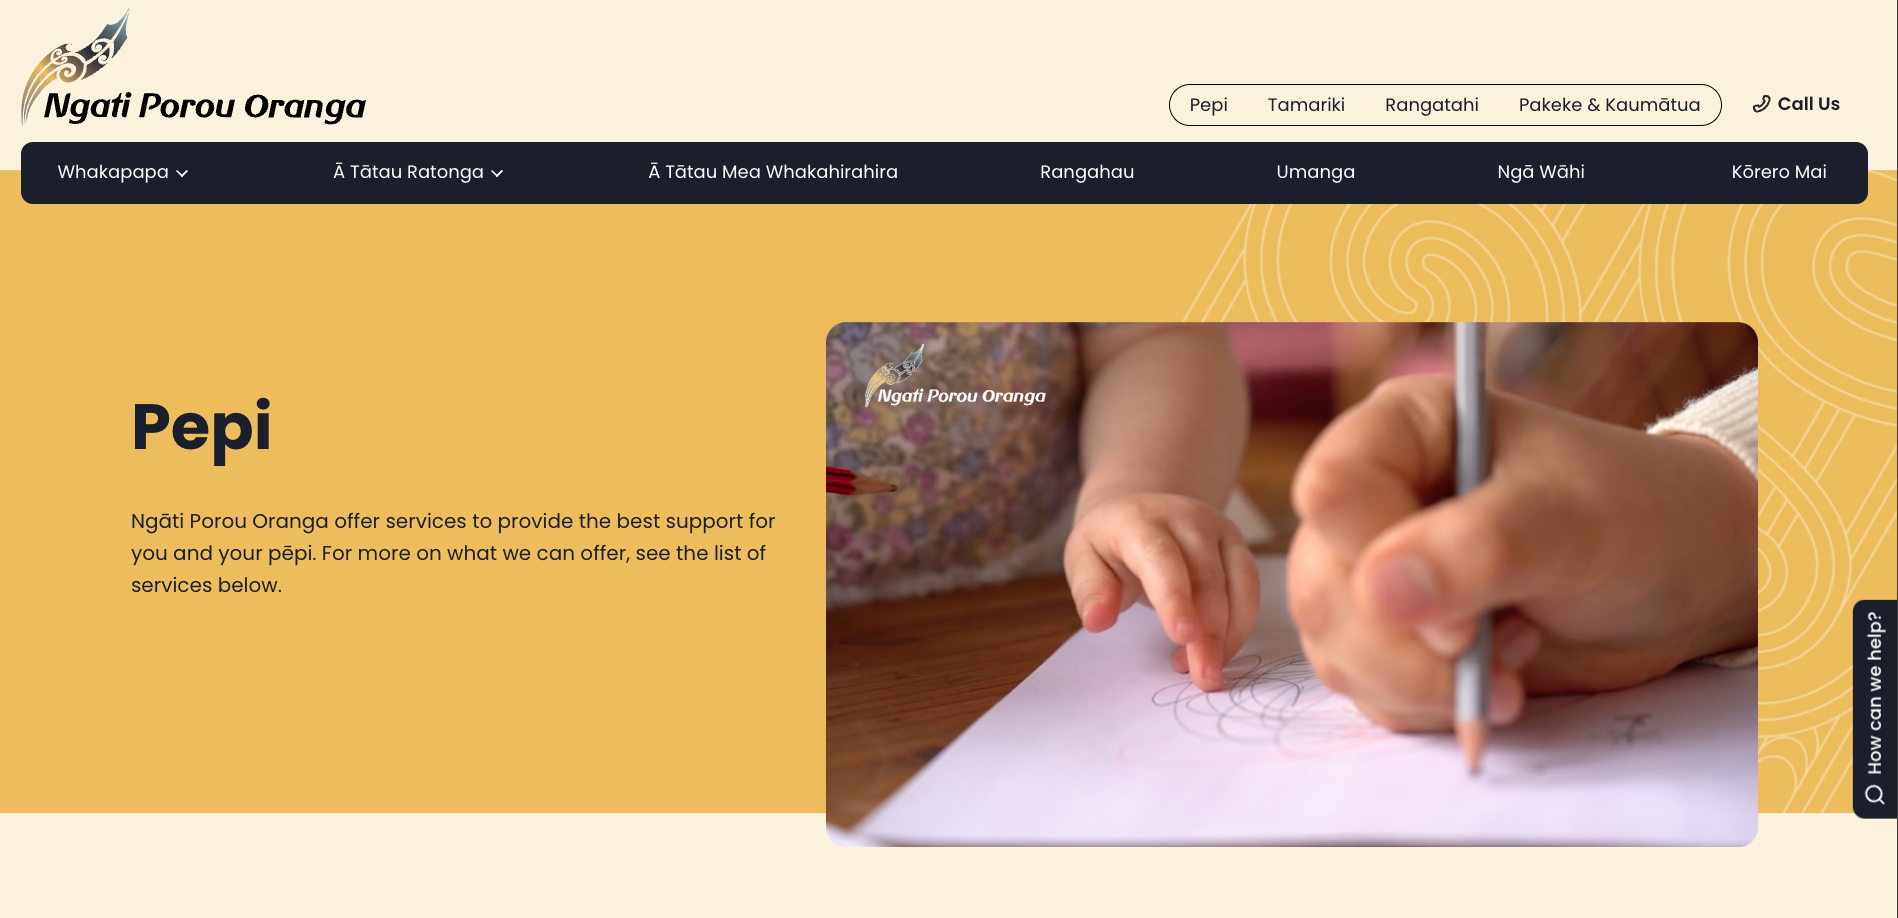 Ngati Porou Oranga
Pepi Tamariki Rangatahi Pakeke & Kaumātua Call Us
Whakapapa Ā Tātau Ratonga Ā Tātau Mea Whakahirahira Rangahau Umanga Ngā Wāhi Kōrero Mai
Pepi
Ngāti Porou Oranga offer services to provide the best support for
you and your pēpi. For more on what we can offer, see the list of
services below.
Ngati Porou Oranga
How can we help?